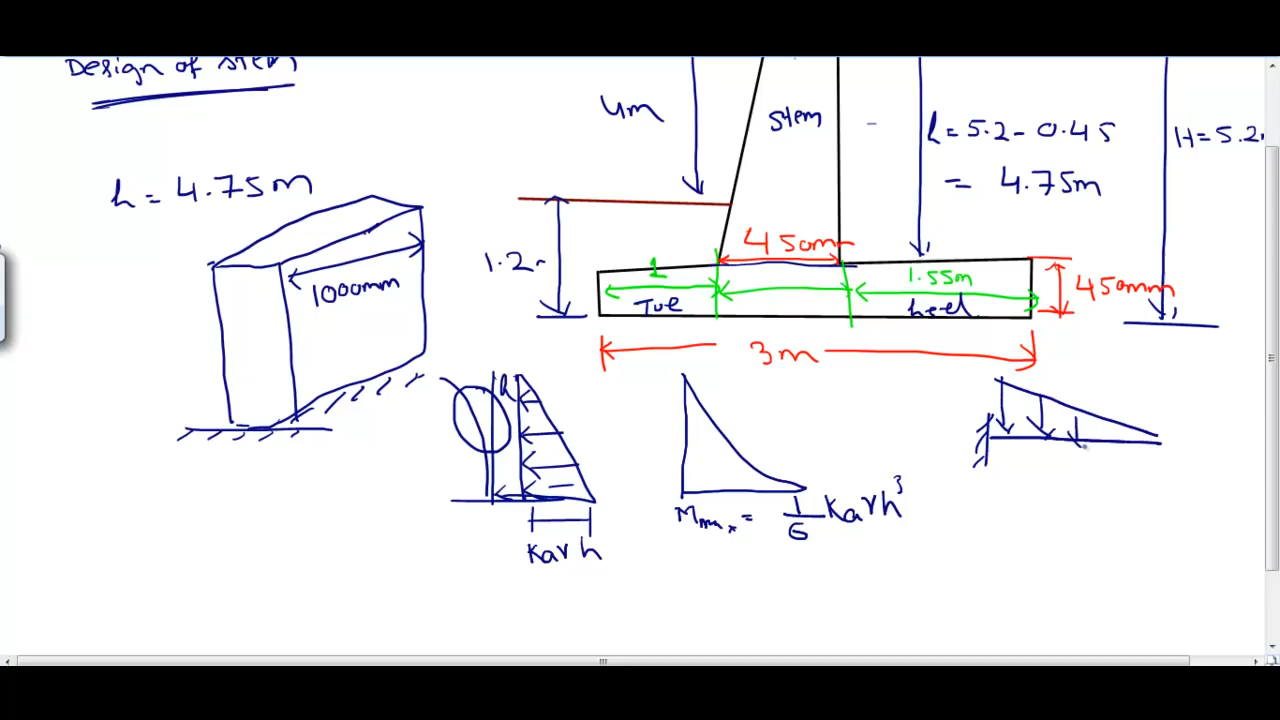 Design of stem
4m
stem
h = 5.2 - 0.45
= 4.75m
H = 5.2
h = 4.75m
1000mm
450mm
1.2
1
1.55m
450mm
Toe
heel
3m
h
Kaγh
Mmax = 1/6 Kaγh³